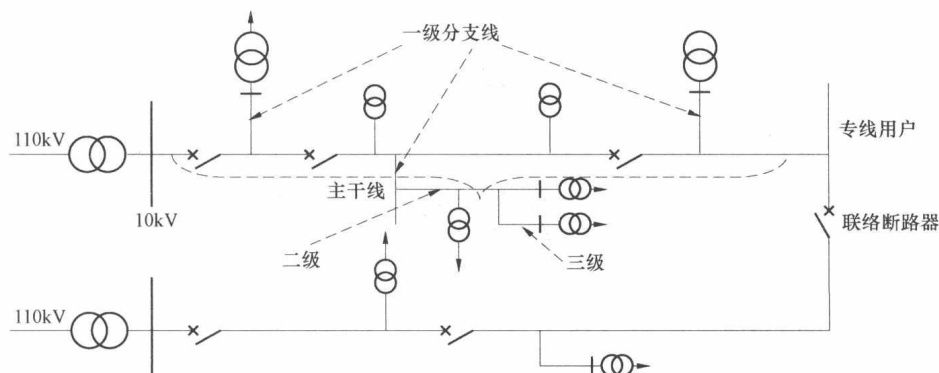 一级分支线
110kV
专线用户
主干线
10kV
联络断路器
二级
三级
110kV